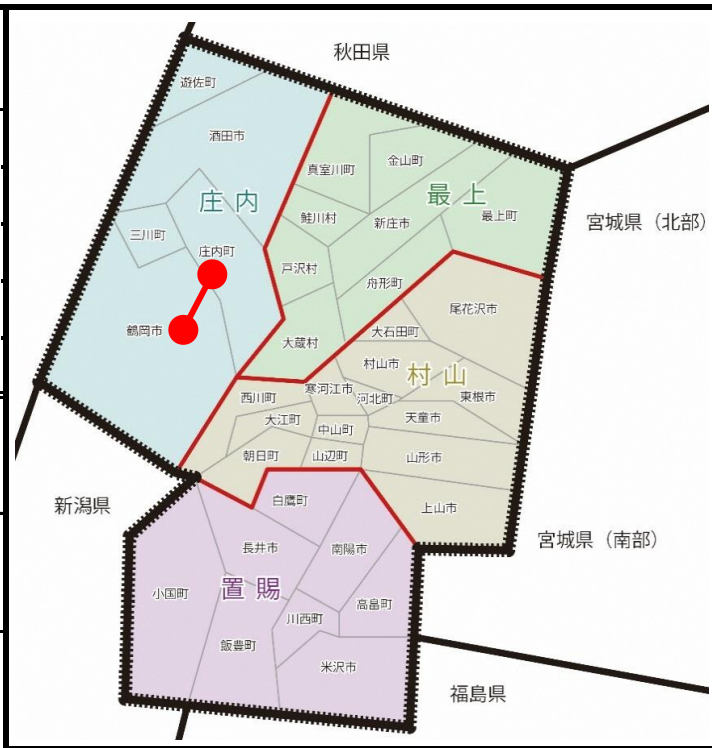 秋田県
遊佐町
酒田市
真室川町
金山町
庄内
最上
鮭川村
新庄市
最上町
宮城県（北部）
三川町
庄内町
戸沢村
舟形町
尾花沢市
鶴岡市
大石田町
大蔵村
村山市
村山
寒河江市
西川町
河北町
東根市
大江町
中山町
天童市
朝日町
山辺町
山形市
新潟県
白鷹町
上山市
宮城県（南部）
長井市
南陽市
小国町
置賜
高畠町
川西町
飯豊町
米沢市
福島県